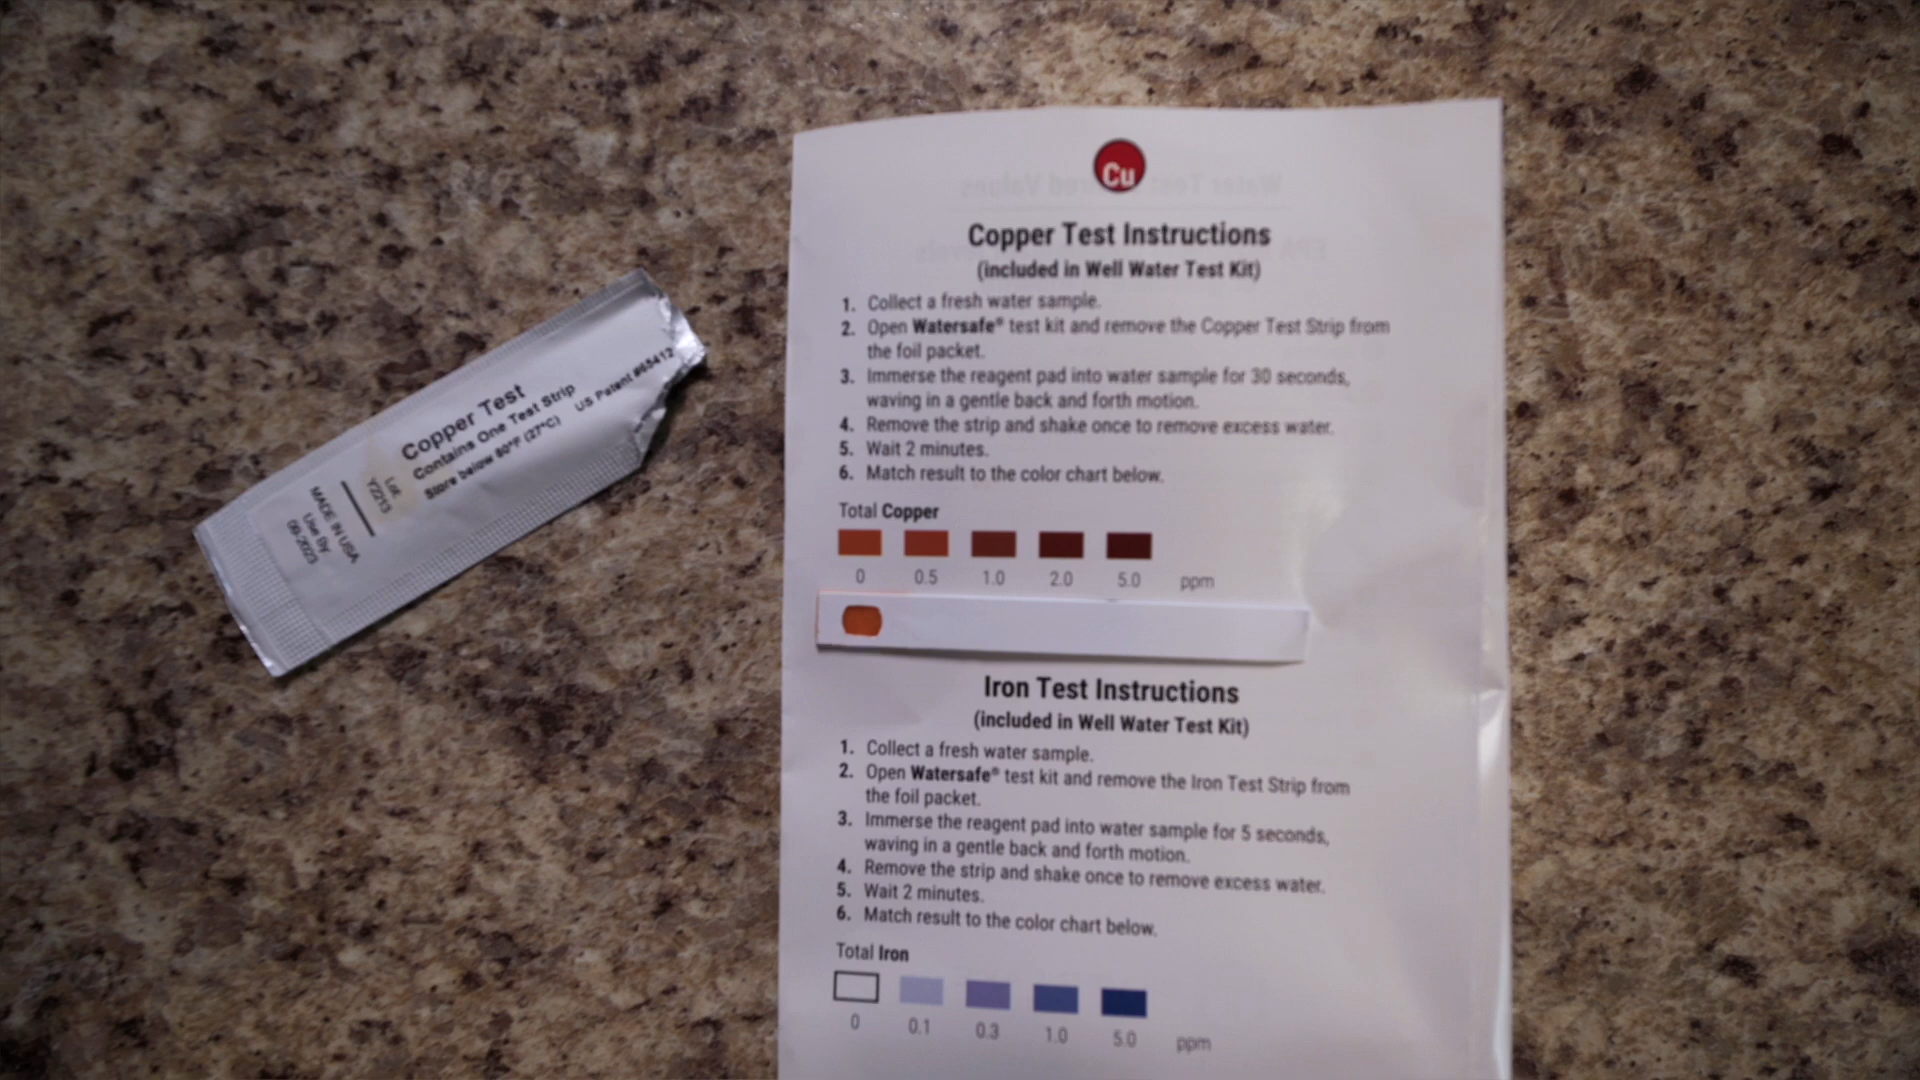 Copper Test
Contains One Test Strip
Store below 80°F (27°C)
US Patent #65412
Lot
Y2213
MADE IN USA
Use By
09-2023
Cu
Copper Test Instructions
(included in Well Water Test Kit)
1. Collect a fresh water sample.
2. Open Watersafe® test kit and remove the Copper Test Strip from
the foil packet.
3. Immerse the reagent pad into water sample for 30 seconds,
waving in a gentle back and forth motion.
4. Remove the strip and shake once to remove excess water.
5. Wait 2 minutes.
6. Match result to the color chart below.
Total Copper
0 0.5 1.0 2.0 5.0 ppm
Iron Test Instructions
(included in Well Water Test Kit)
1. Collect a fresh water sample.
2. Open Watersafe® test kit and remove the Iron Test Strip from
the foil packet.
3. Immerse the reagent pad into water sample for 5 seconds,
waving in a gentle back and forth motion.
4. Remove the strip and shake once to remove excess water.
5. Wait 2 minutes.
6. Match result to the color chart below.
Total Iron
0 0.1 0.3 1.0 5.0 ppm